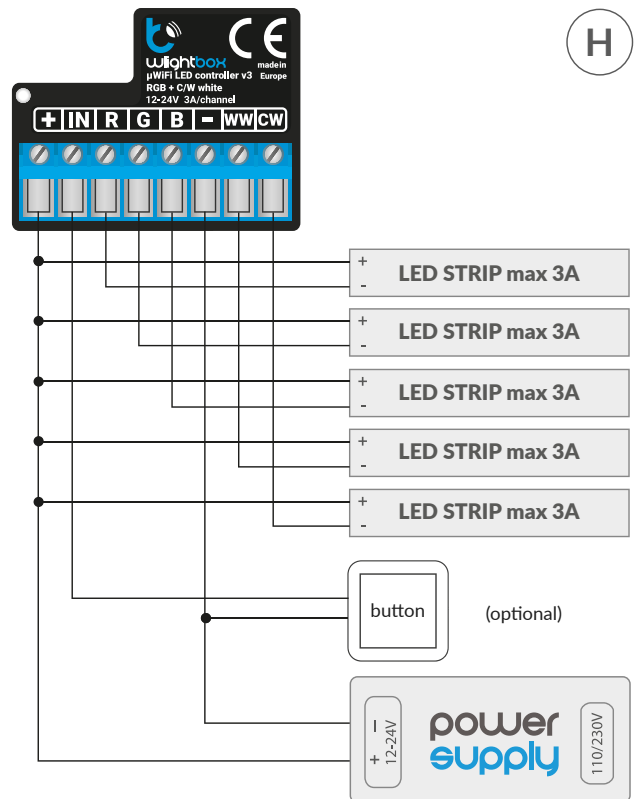 H
wlightbox
CE
made in
Europe
µWiFi LED controller v3
RGB + C/W white
12-24V 3A/channel
+ IN R G B - WW CW
+
LED STRIP max 3A
-
+
LED STRIP max 3A
-
+
LED STRIP max 3A
-
+
LED STRIP max 3A
-
+
LED STRIP max 3A
-
button
(optional)
- +
12-24V
power
supply
110/230V